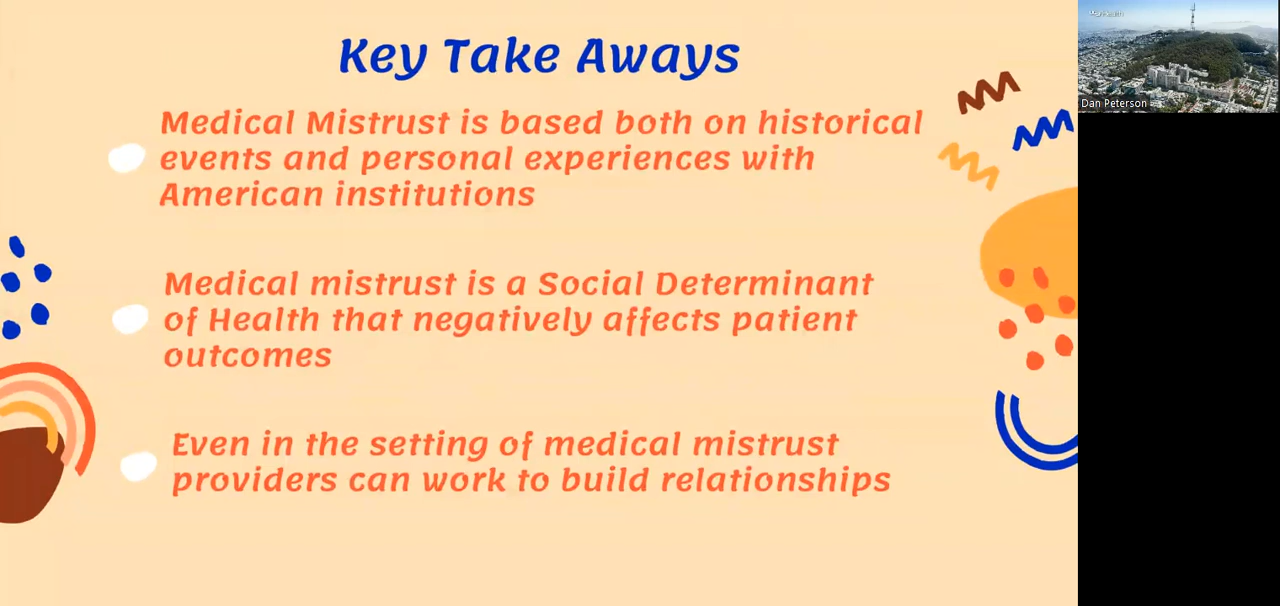 Key Take Aways
Medical Mistrust is based both on historical
events and personal experiences with
American institutions
Medical mistrust is a Social Determinant
of Health that negatively affects patient
outcomes
Even in the setting of medical mistrust
providers can work to build relationships
Health
Dan Peterson